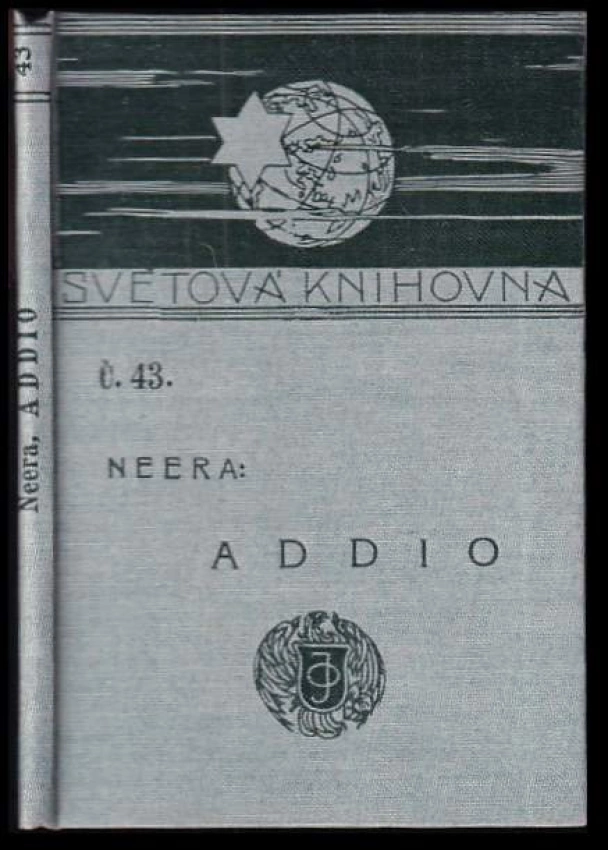 43
Neera, ADDIO
SVĚTOVÁ KNIHOVNA
Č. 43.
NEERA:
ADDIO